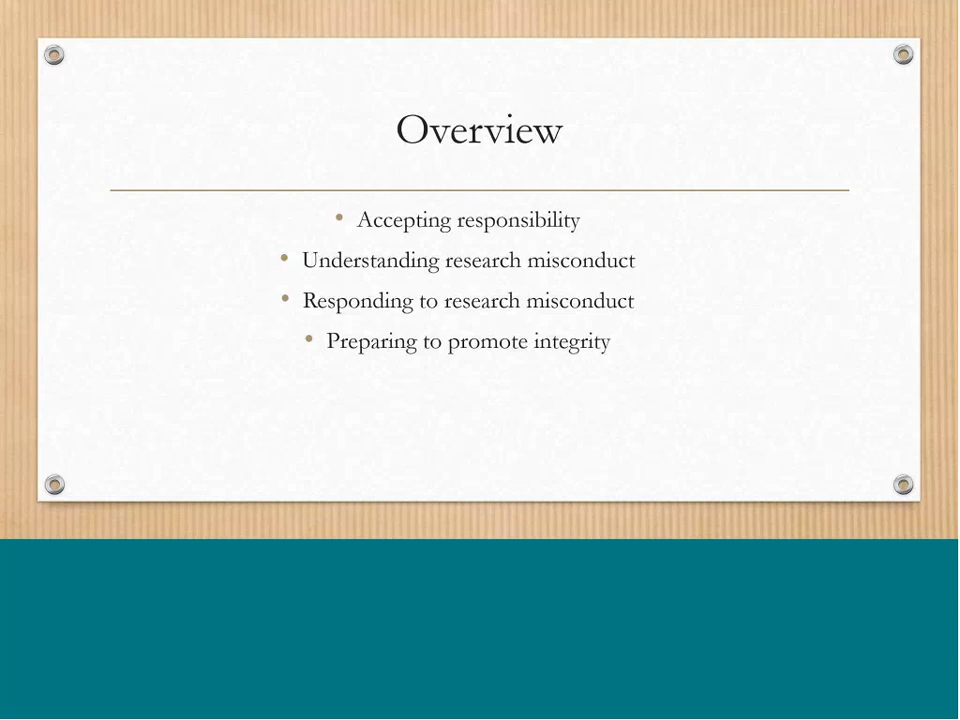 Overview
• Accepting responsibility
• Understanding research misconduct
• Responding to research misconduct
• Preparing to promote integrity